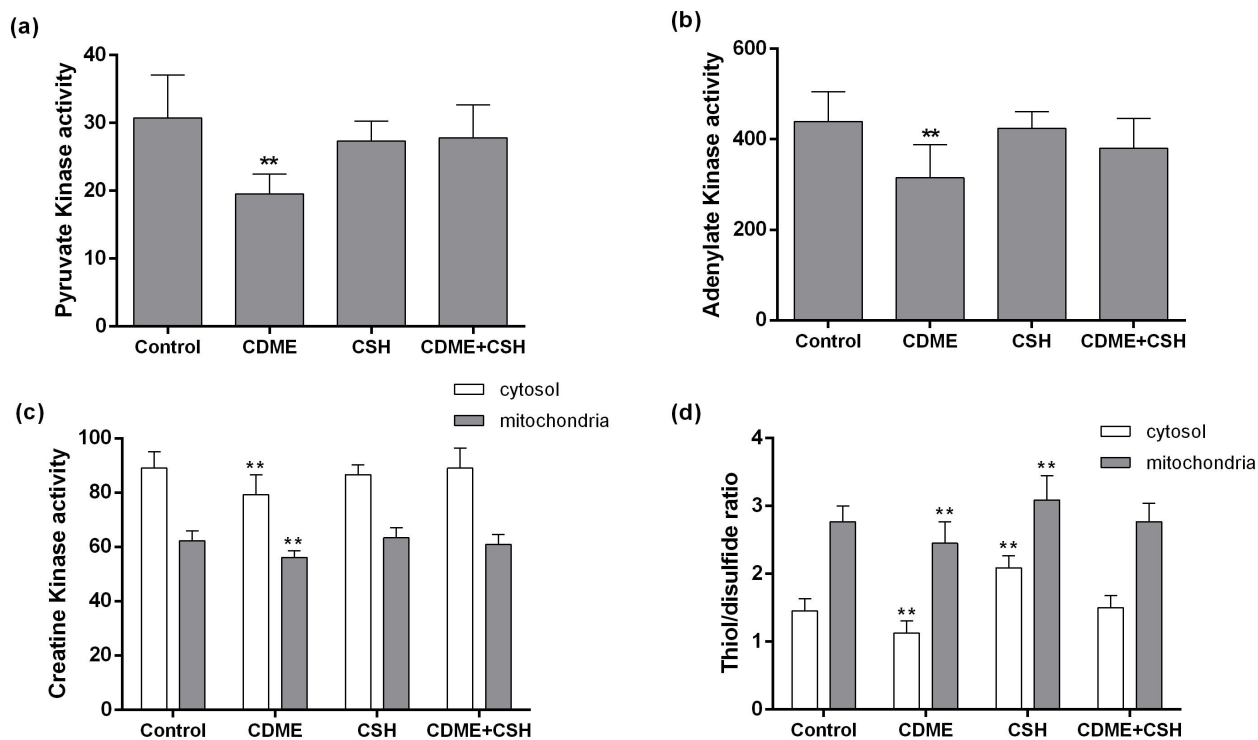 (a)
Pyruvate Kinase activity
40
30
20
10
0
**
Control CDME CSH CDME+CSH
(b)
Adenylate Kinase activity
600
400
200
0
**
Control CDME CSH CDME+CSH
(c)
cytosol
mitochondria
Creatine Kinase activity
100
80
60
40
20
0
**
**
Control CDME CSH CDME+CSH
(d)
cytosol
mitochondria
Thiol/disulfide ratio
4
3
2
1
0
**
**
**
**
Control CDME CSH CDME+CSH